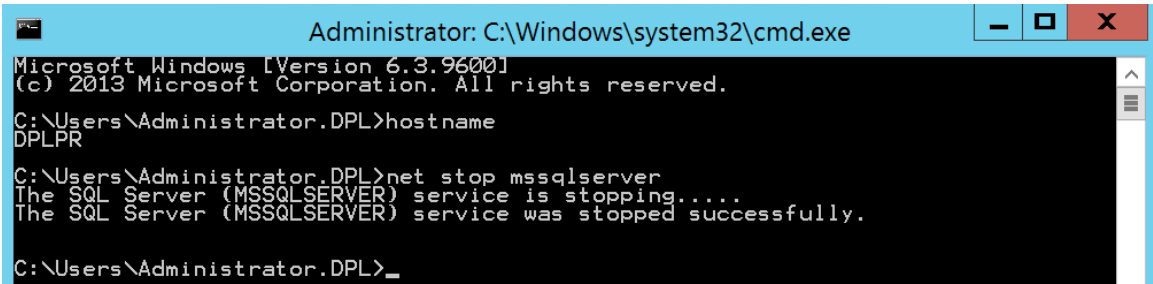 Administrator: C:\Windows\system32\cmd.exe
Microsoft Windows [Version 6.3.9600]
(c) 2013 Microsoft Corporation. All rights reserved.
C:\Users\Administrator.DPL>hostname
DPLPR
C:\Users\Administrator.DPL>net stop mssqlserver
The SQL Server (MSSQLSERVER) service is stopping.....
The SQL Server (MSSQLSERVER) service was stopped successfully.
C:\Users\Administrator.DPL>_